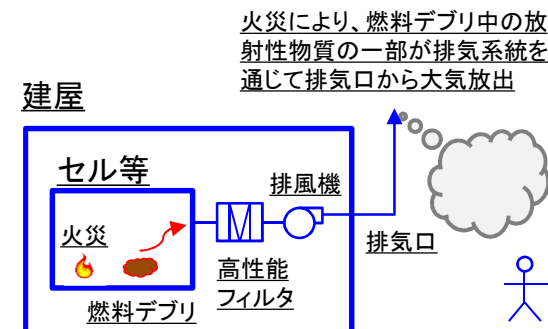 火災により、燃料デブリ中の放
射性物質の一部が排気系統を
通じて排気口から大気放出
建屋
セル等
排風機
火災
排気口
高性能
フィルタ
燃料デブリ